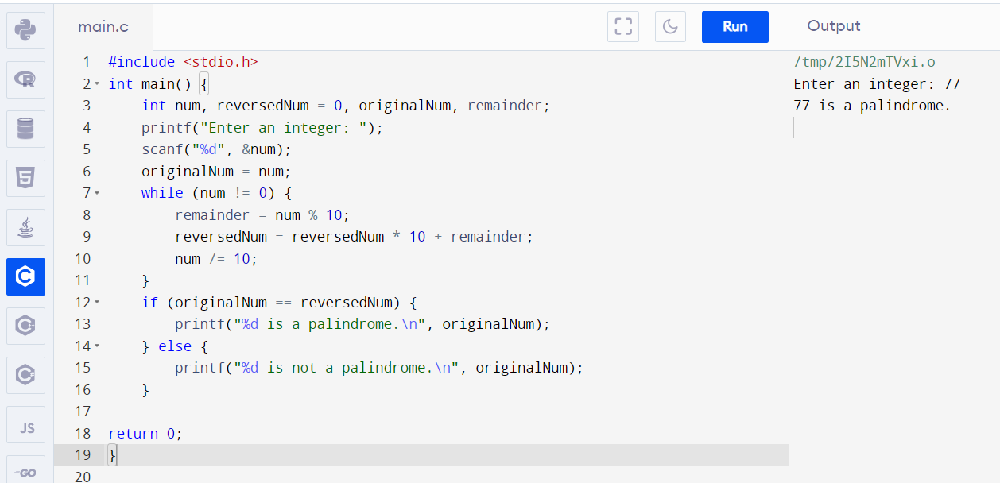 main.c
Run
Output
1 #include <stdio.h>
2 int main() {
3 int num, reversedNum = 0, originalNum, remainder;
4 printf("Enter an integer: ");
5 scanf("%d", &num);
6 originalNum = num;
7 while (num != 0) {
8 remainder = num % 10;
9 reversedNum = reversedNum * 10 + remainder;
10 num /= 10;
11 }
12 if (originalNum == reversedNum) {
13 printf("%d is a palindrome.\n", originalNum);
14 } else {
15 printf("%d is not a palindrome.\n", originalNum);
16 }
17
18 return 0;
19 }
20
/tmp/2I5N2mTVxi.o
Enter an integer: 77
77 is a palindrome.
R
5
C
C
C
JS
GO